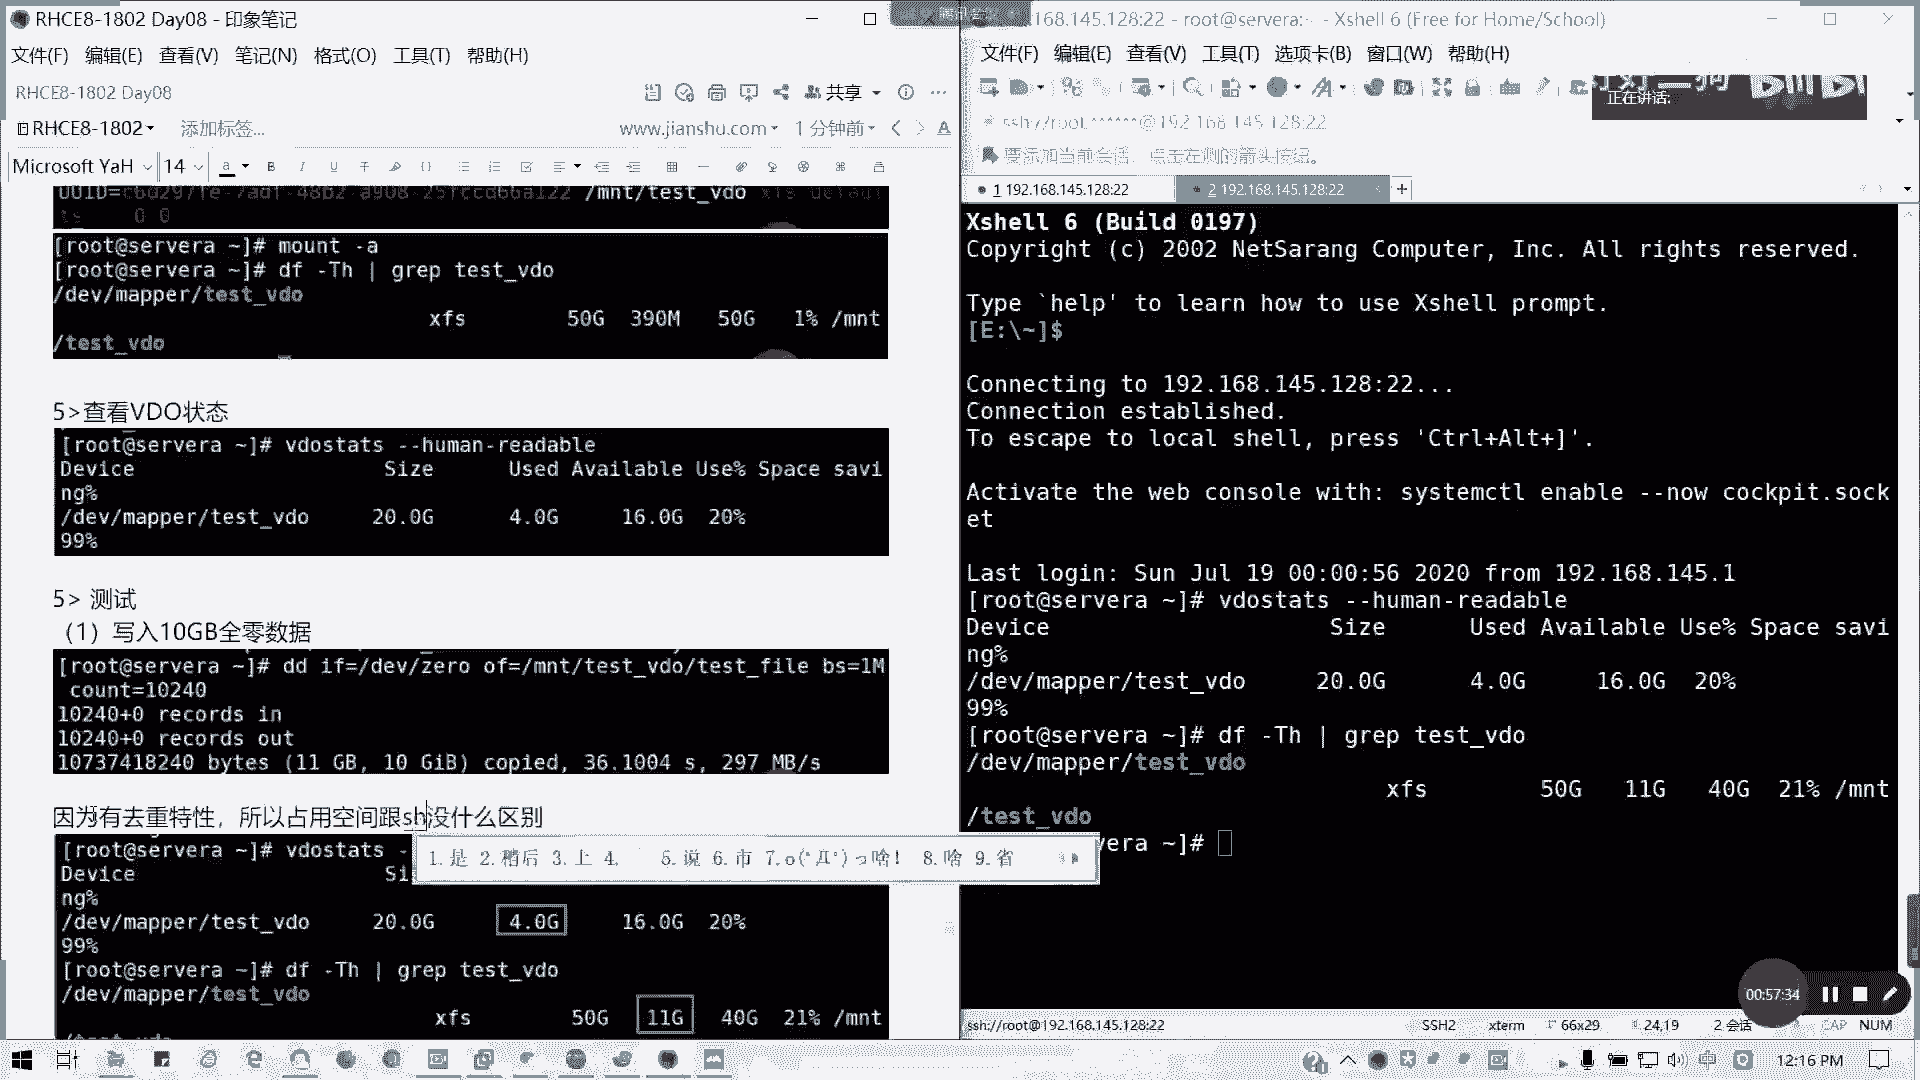 RHCE8-1802 Day08 - 印象笔记
文件(F) 编辑(E) 查看(V) 笔记(N) 格式(O) 工具(T) 帮助(H)
RHCE8-1802 Day08
共享
RHCE8-1802 添加标签...
www.jianshu.com 1 分钟前
Microsoft YaH 14
/mnt/test_vdo
0 0
[root@servera ~]# mount -a
[root@servera ~]# df -Th | grep test_vdo
/dev/mapper/test_vdo
xfs 50G 390M 50G 1% /mnt
/test_vdo
5>查看VDO状态
[root@servera ~]# vdostats --human-readable
Device Size Used Available Use% Space savi
ng%
/dev/mapper/test_vdo 20.0G 4.0G 16.0G 20%
99%
5> 测试
（1）写入10GB全零数据
[root@servera ~]# dd if=/dev/zero of=/mnt/test_vdo/test_file bs=1M
count=10240
10240+0 records in
10240+0 records out
10737418240 bytes (11 GB, 10 GiB) copied, 36.1004 s, 297 MB/s
因为有去重特性，所以占用空间跟sh没什么区别
1.是 2.稍后 3.上 4. 5.说 6.市 7.o(ﾟДﾟ)っ啥! 8.啥 9.省
[root@servera ~]# vdostats -
Device Si
ng%
/dev/mapper/test_vdo 20.0G 4.0G 16.0G 20%
99%
[root@servera ~]# df -Th | grep test_vdo
/dev/mapper/test_vdo
xfs 50G 11G 40G 21% /mnt
168.145.128:22 - root@servera:~ - Xshell 6 (Free for Home/School)
文件(F) 编辑(E) 查看(V) 工具(T) 选项卡(B) 窗口(W) 帮助(H)
正在讲话:
ssh://root:******@192.168.145.128:22
要添加当前会话，点击左侧的箭头按钮。
1 192.168.145.128:22 2 192.168.145.128:22 +
Xshell 6 (Build 0197)
Copyright (c) 2002 NetSarang Computer, Inc. All rights reserved.
Type `help' to learn how to use Xshell prompt.
[E:\~]$
Connecting to 192.168.145.128:22...
Connection established.
To escape to local shell, press 'Ctrl+Alt+]'.
Activate the web console with: systemctl enable --now cockpit.sock
et
Last login: Sun Jul 19 00:00:56 2020 from 192.168.145.1
[root@servera ~]# vdostats --human-readable
Device Size Used Available Use% Space savi
ng%
/dev/mapper/test_vdo 20.0G 4.0G 16.0G 20%
99%
[root@servera ~]# df -Th | grep test_vdo
/dev/mapper/test_vdo
xfs 50G 11G 40G 21% /mnt
/test_vdo
vera ~]#
00:57:34
ssh://root@192.168.145.128:22 SSH2 xterm 66x29 24,19 2 会话 CAP NUM
12:16 PM